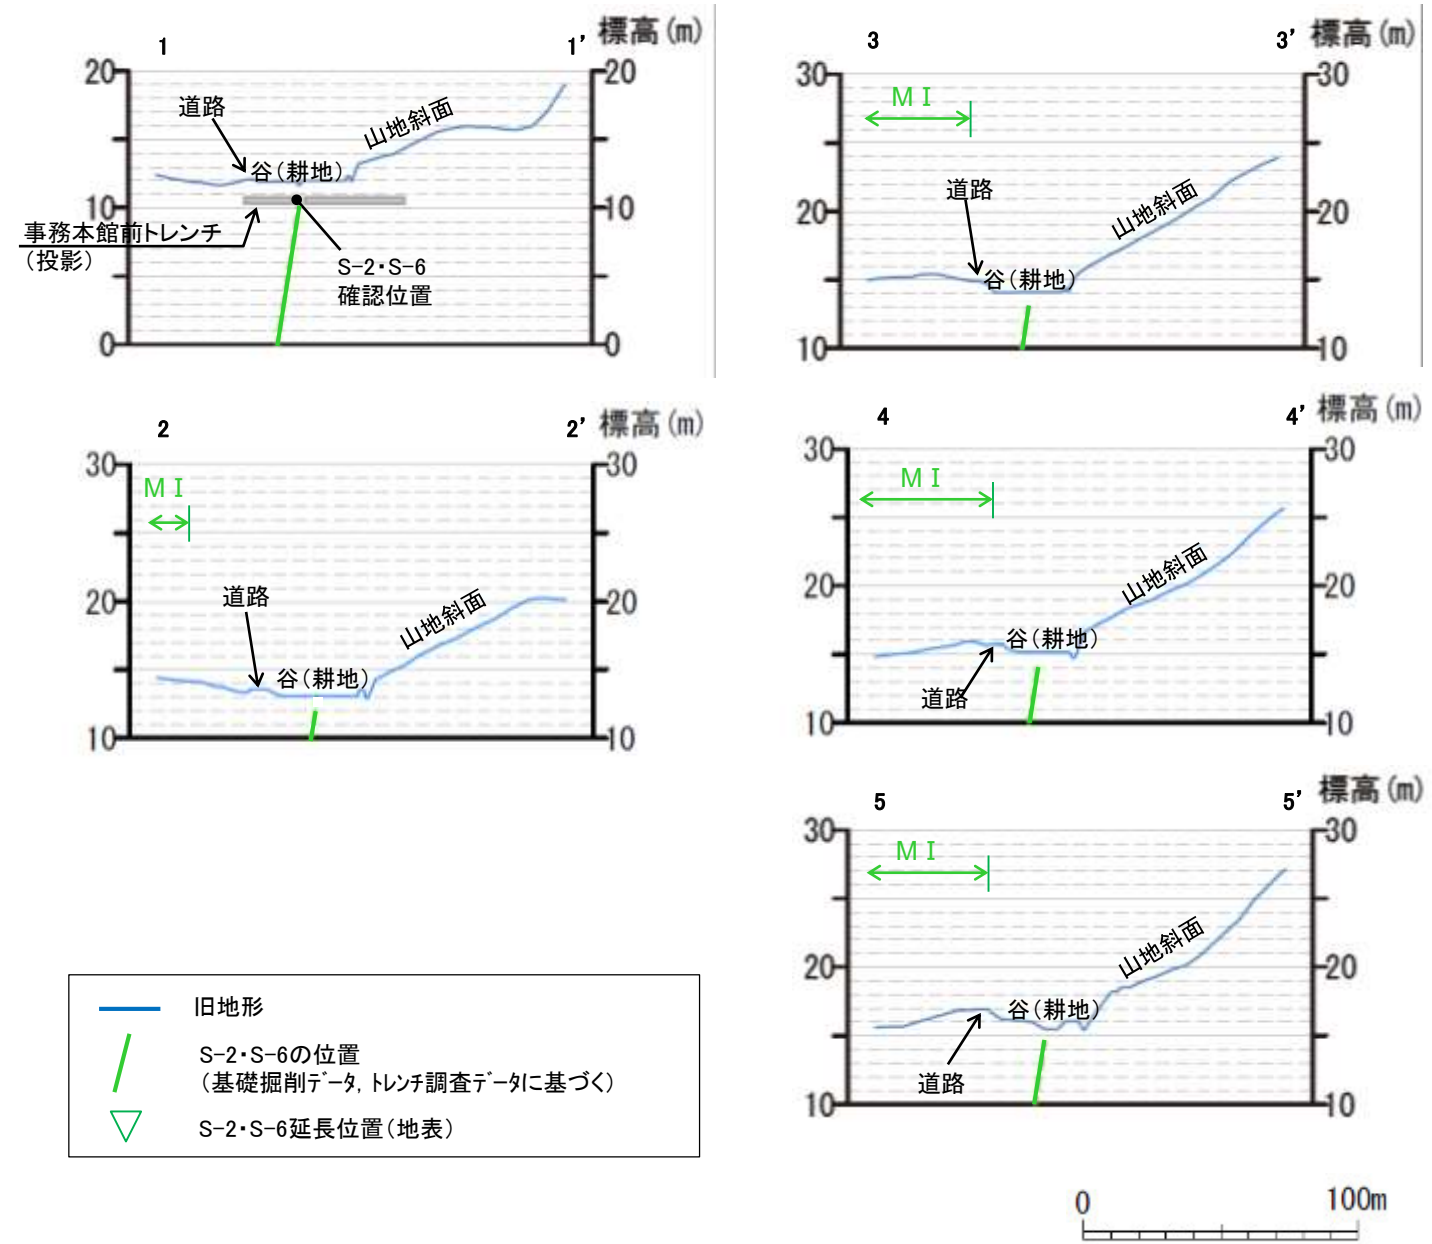 1
1’
標高(m)
20
20
道路
山地斜面
谷(耕地)
10
10
事務本館前トレンチ
(投影)
S-2・S-6
確認位置
0
0
2
2’
標高(m)
30
30
MI
20
20
道路
山地斜面
谷(耕地)
10
10
3
3’
標高(m)
30
30
MI
20
20
道路
山地斜面
谷(耕地)
10
10
4
4’
標高(m)
30
30
MI
20
20
山地斜面
谷(耕地)
道路
10
10
5
5’
標高(m)
30
30
MI
20
20
山地斜面
谷(耕地)
道路
10
10
旧地形
S-2・S-6の位置
(基礎掘削データ, トレンチ調査データに基づく)
S-2・S-6延長位置(地表)
0
100m